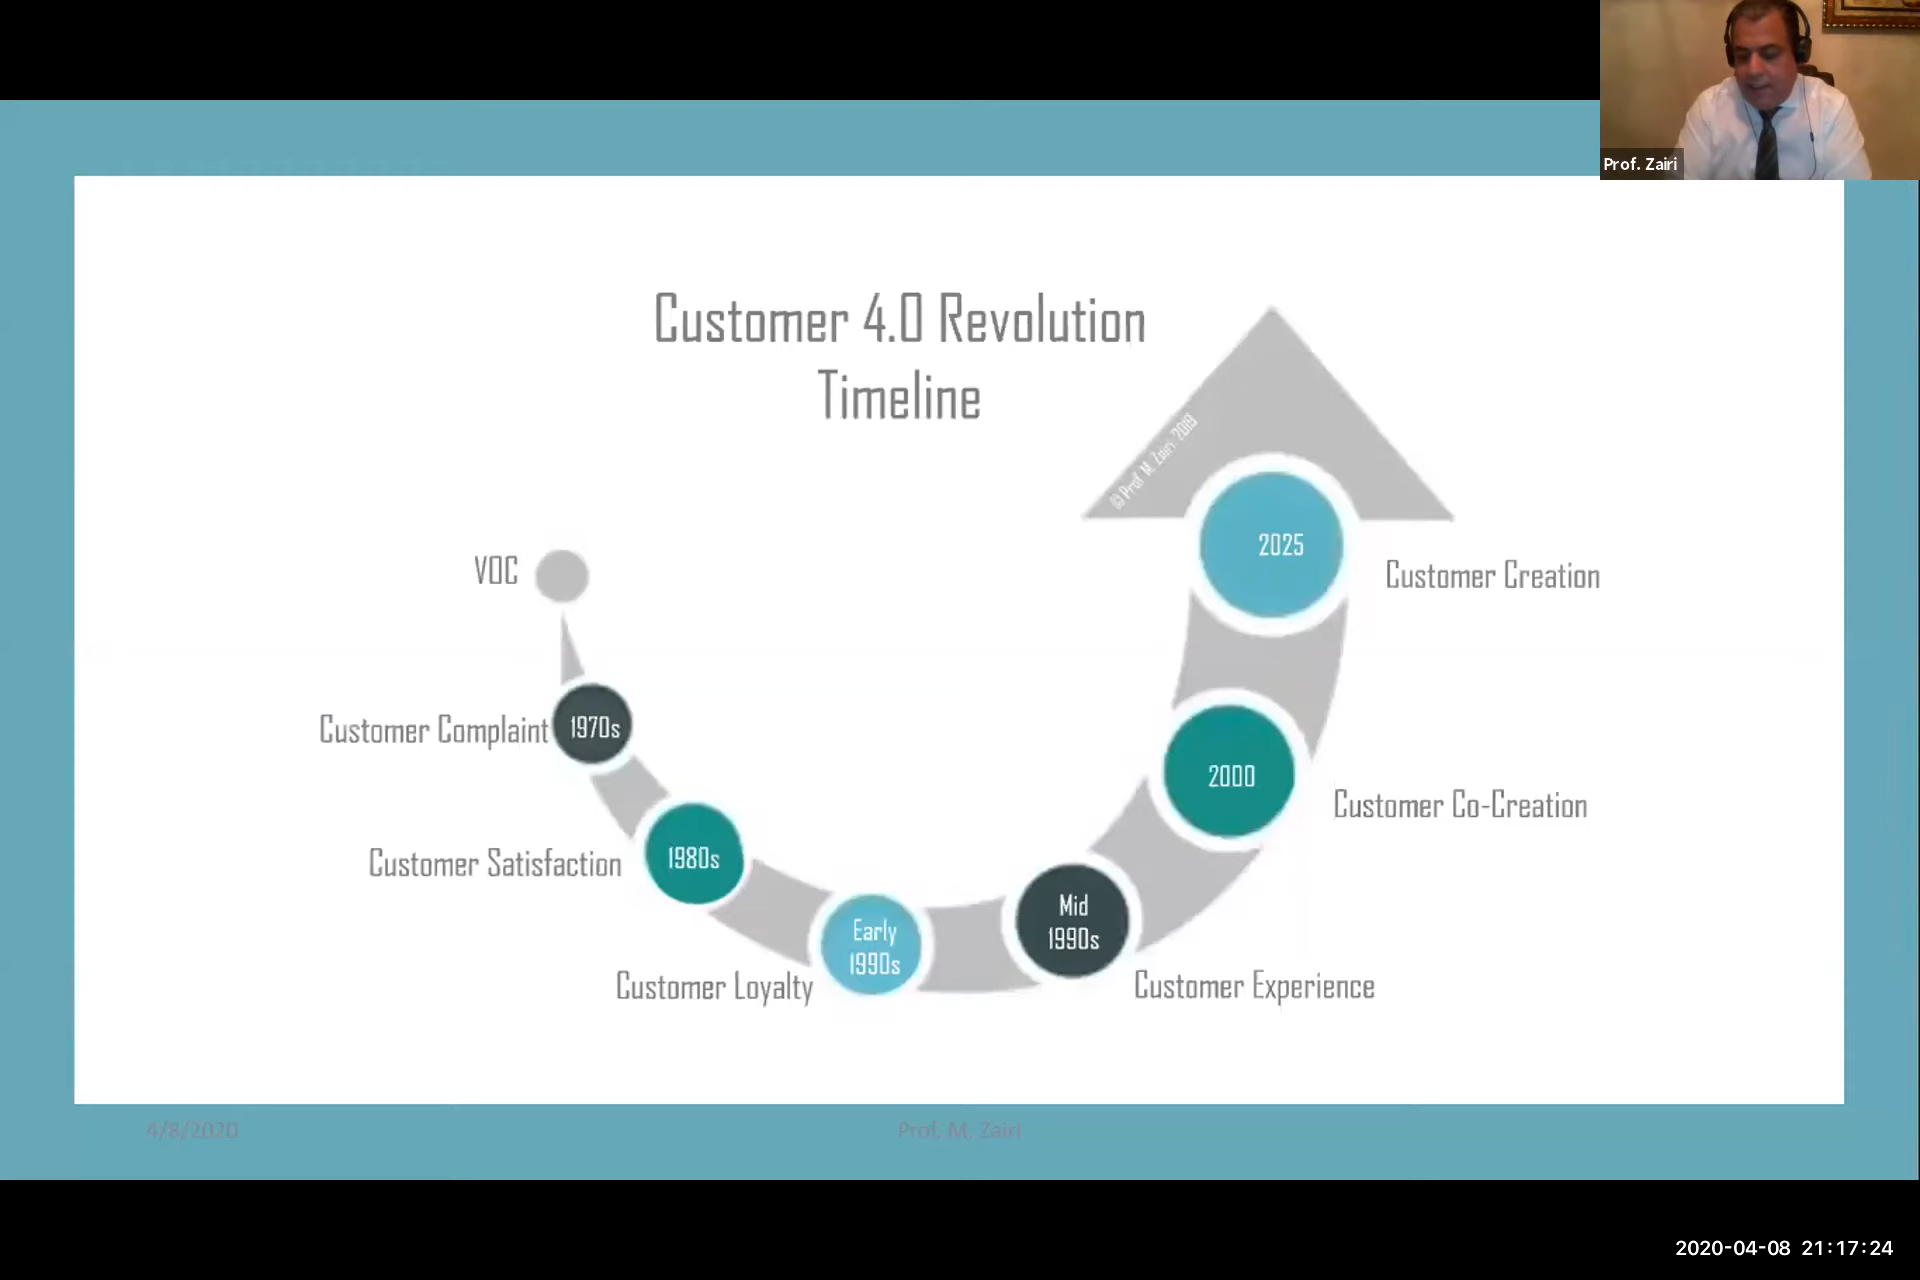 Prof. Zairi
Customer 4.0 Revolution
Timeline
© Prof. M. Zairi 2019
2025
VOC
Customer Creation
Customer Complaint
1970s
2000
Customer Co-Creation
Customer Satisfaction
1980s
Early
1990s
Mid
1990s
Customer Loyalty
Customer Experience
4/8/2020
Prof. M. Zairi
2020-04-08 21:17:24